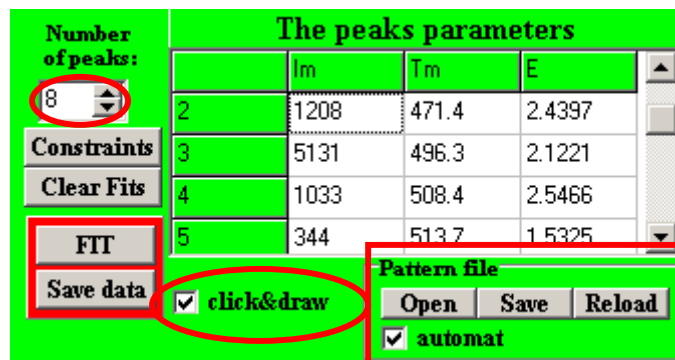 Number
of peaks:
8
Constraints
Clear Fits
FIT
Save data
The peaks parameters
Im Tm E
2 1208 471.4 2.4397
3 5131 496.3 2.1221
4 1033 508.4 2.5466
5 344 513.7 1.5325
click&draw
Pattern file
Open Save Reload
automat